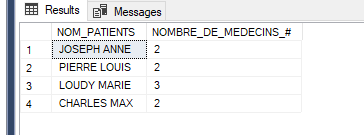 Results Messages
NOM_PATIENTS NOMBRE_DE_MEDECINS_#
1 JOSEPH ANNE 2
2 PIERRE LOUIS 2
3 LOUDY MARIE 3
4 CHARLES MAX 2